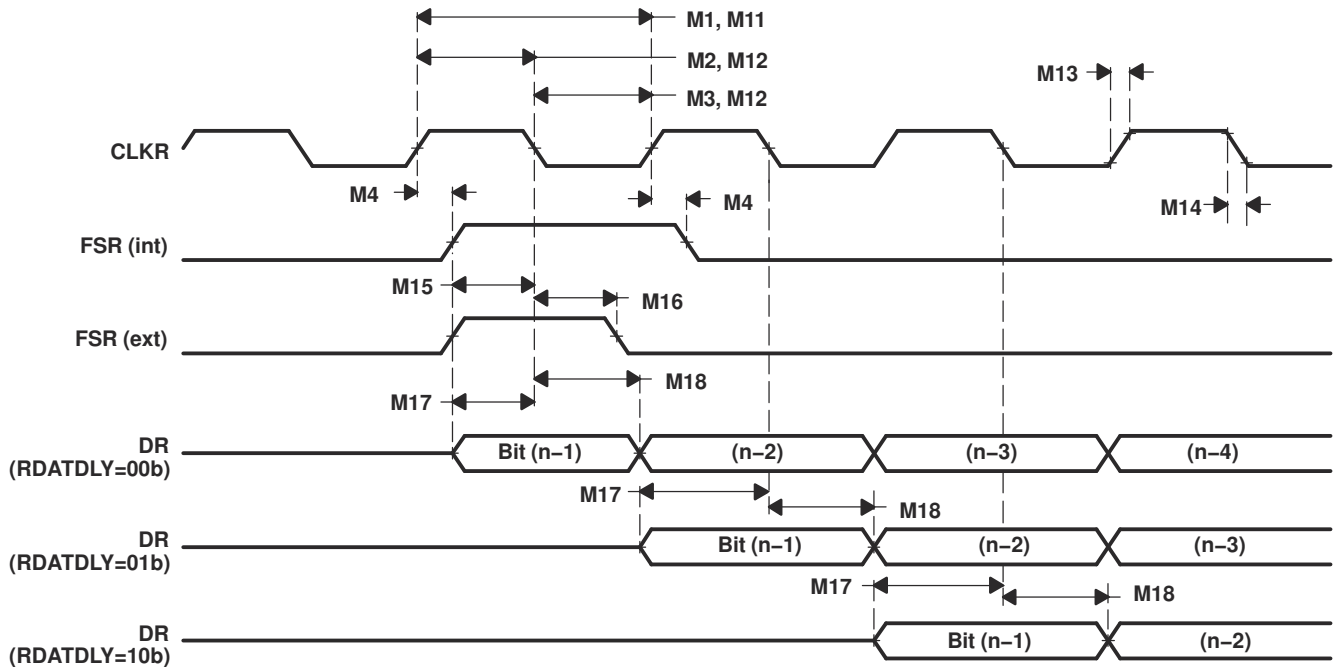 M1, M11
M2, M12
M13
M3, M12
CLKR
M4
M4
M14
FSR (int)
M15
M16
FSR (ext)
M18
M17
DR
(RDATDLY=00b)
Bit (n−1)
(n−2)
(n−3)
(n−4)
M17
M18
DR
(RDATDLY=01b)
Bit (n−1)
(n−2)
(n−3)
M17
M18
DR
(RDATDLY=10b)
Bit (n−1)
(n−2)